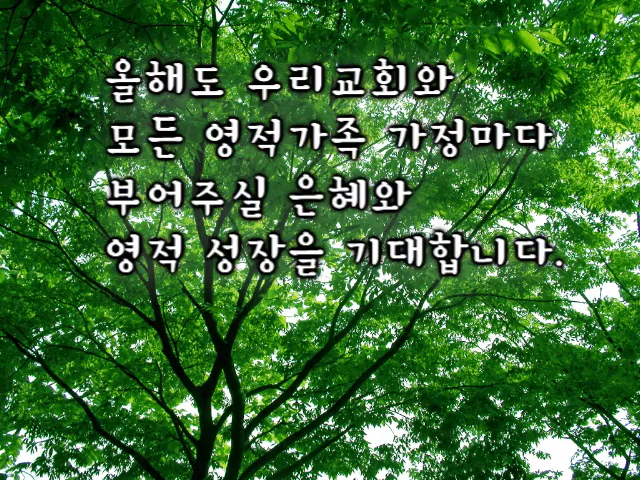 올해도 우리교회와
모든 영적가족 가정마다
부어주실 은혜와
영적 성장을 기대합니다.